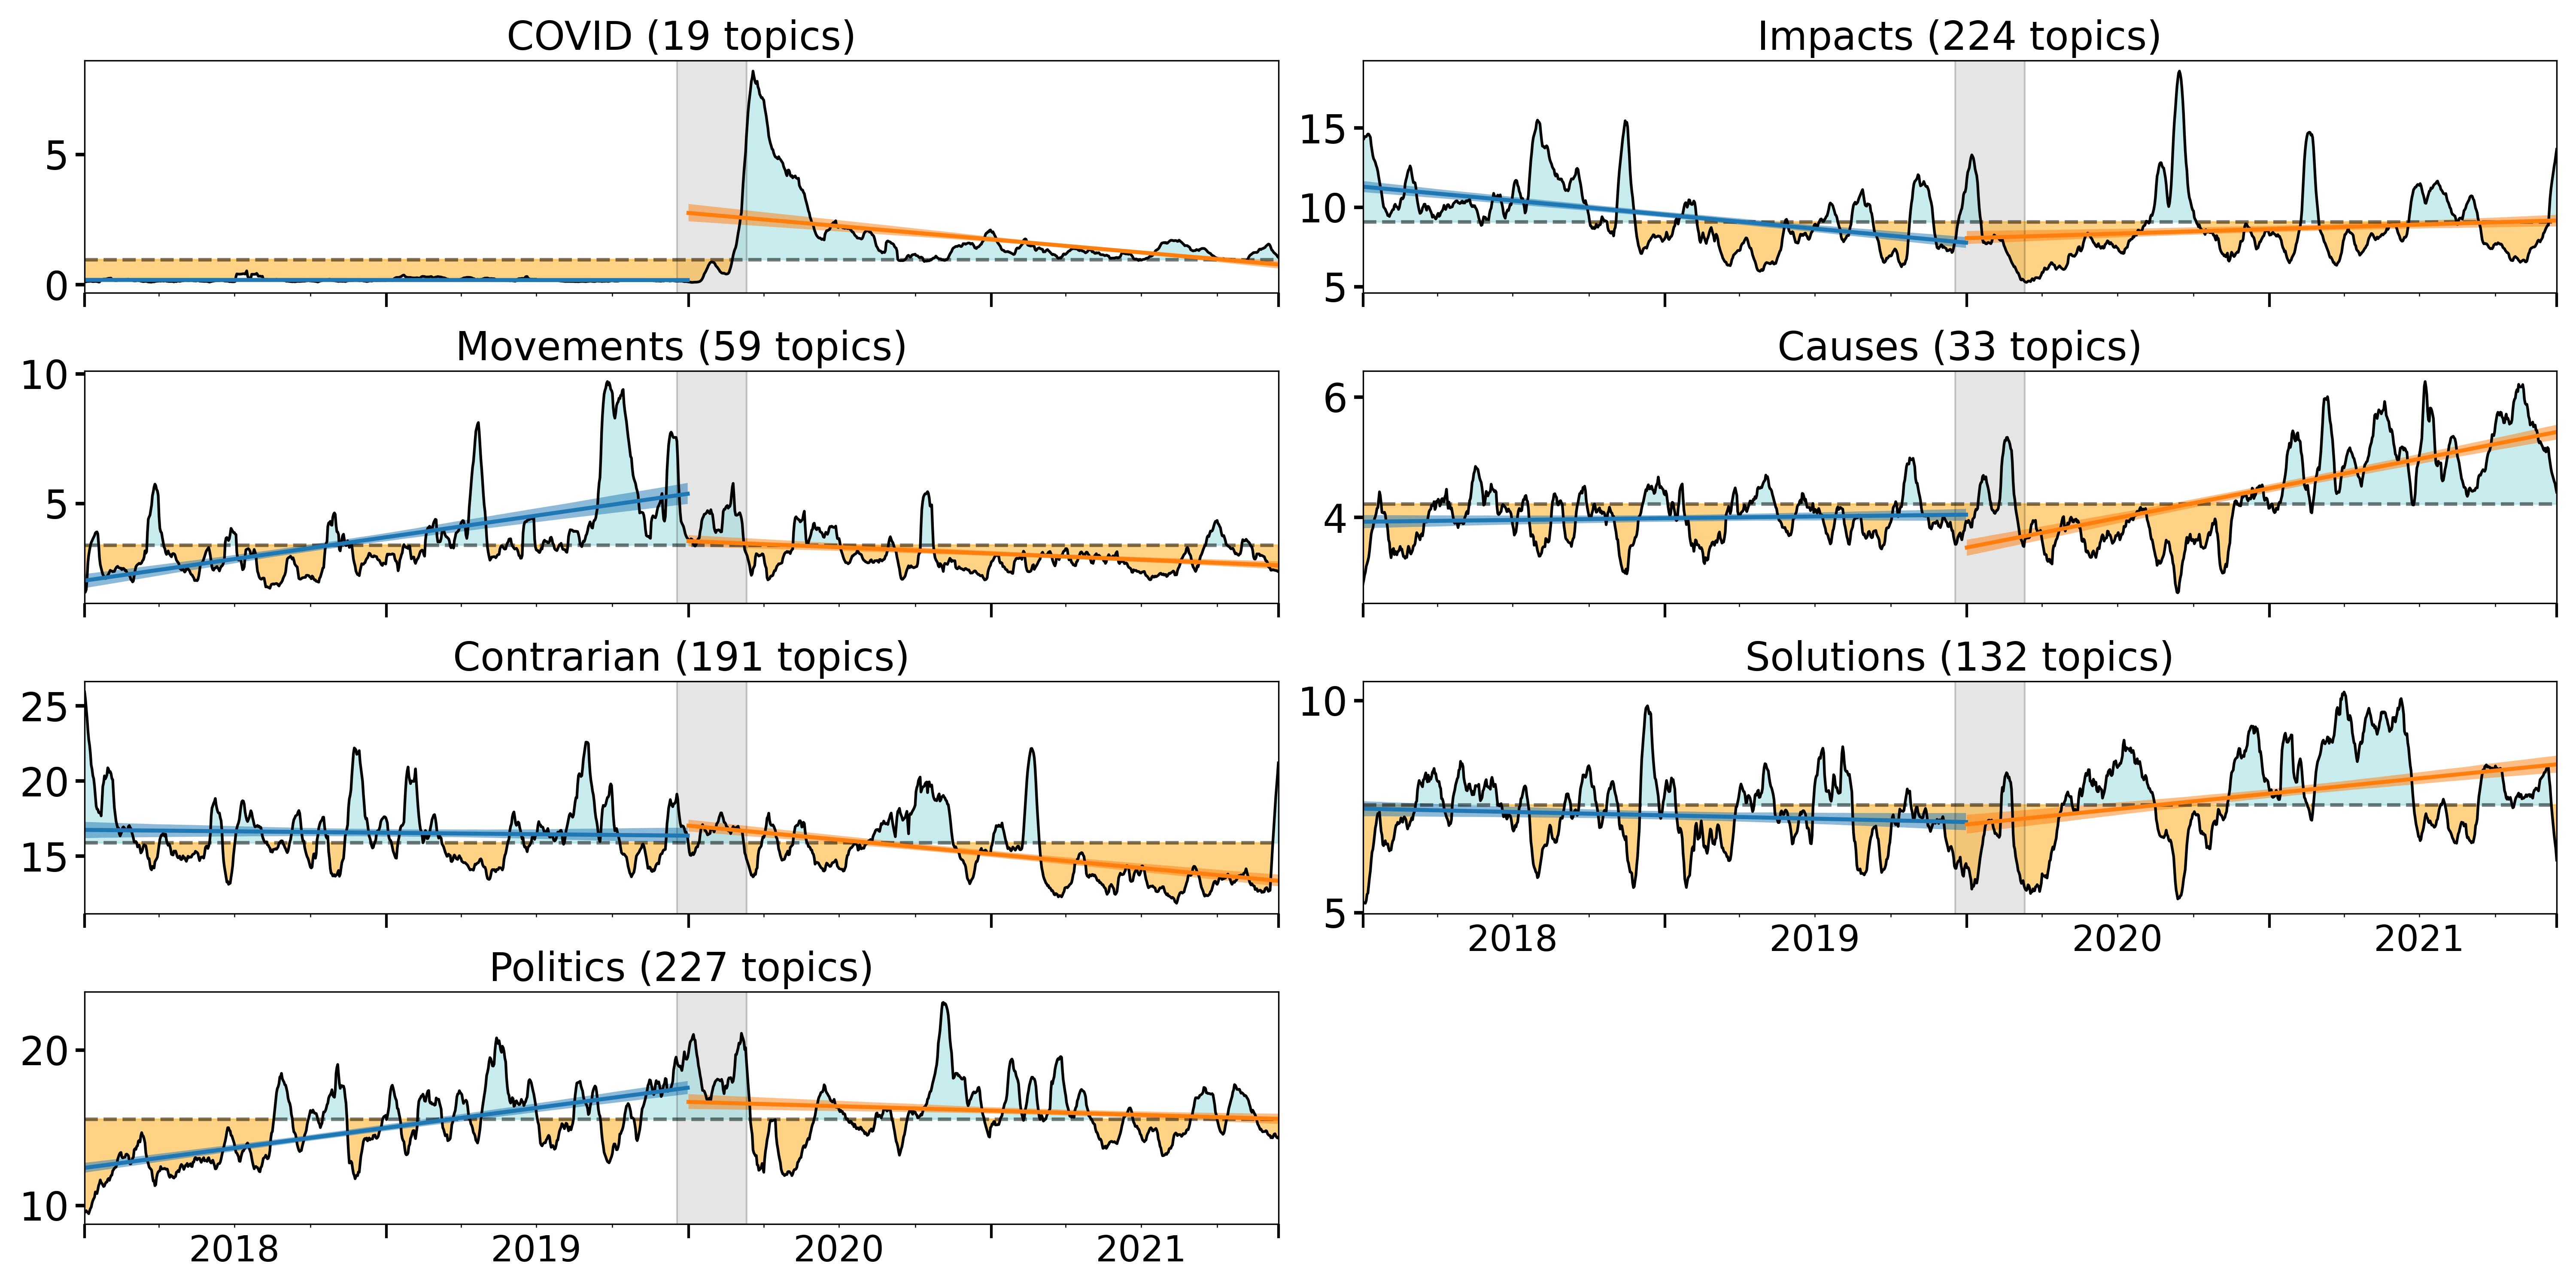 COVID (19 topics)
5
0
Impacts (224 topics)
15
10
5
Movements (59 topics)
10
5
Causes (33 topics)
6
4
Contrarian (191 topics)
25
20
15
Solutions (132 topics)
10
5
2018 2019 2020 2021
Politics (227 topics)
20
10
2018 2019 2020 2021